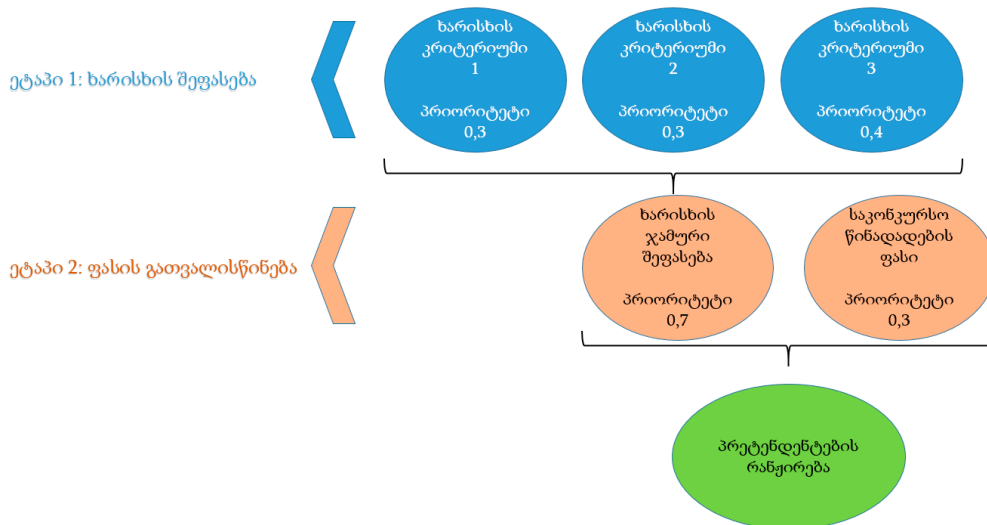 ეტაპი 1: ხარისხის შეფასება
ხარისხის
კრიტერიუმი
1
პრიორიტეტი
0,3
ხარისხის
კრიტერიუმი
2
პრიორიტეტი
0,3
ხარისხის
კრიტერიუმი
3
პრიორიტეტი
0,4
ეტაპი 2: ფასის გათვალისწინება
ხარისხის
ჯამური
შეფასება
პრიორიტეტი
0,7
საკონკურსო
წინადადების
ფასი
პრიორიტეტი
0,3
პრეტენდენტების
რანჟირება